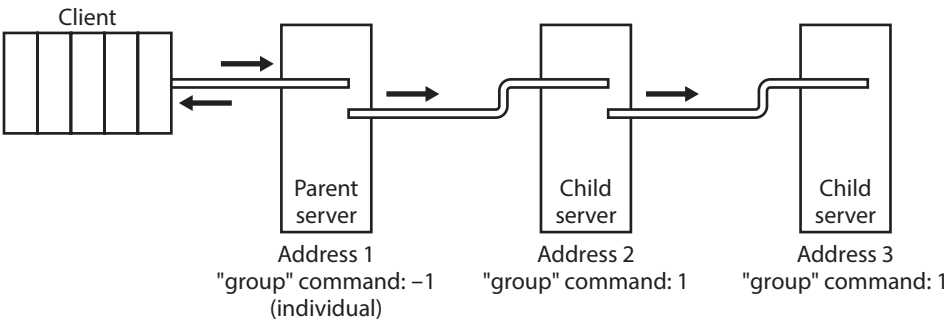 Client
Parent
server
Child
server
Child
server
Address 1
"group" command: –1
(individual)
Address 2
"group" command: 1
Address 3
"group" command: 1